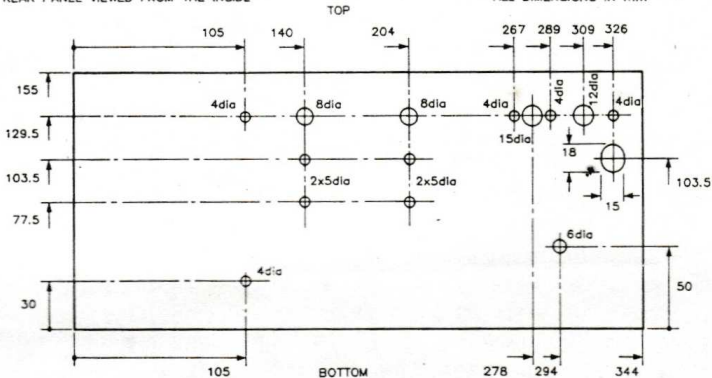 REAR PANEL VIEWED FROM THE INSIDE
ALL DIMENSIONS IN mm
TOP
105 140 204 267 289 309 326
155
4dia 8dia 8dia 4dia 4dia 12dia 4dia
129.5
15dia
18
103.5
103.5
2x5dia 2x5dia
77.5
15
6dia
4dia
30
50
105 BOTTOM 278 294 344